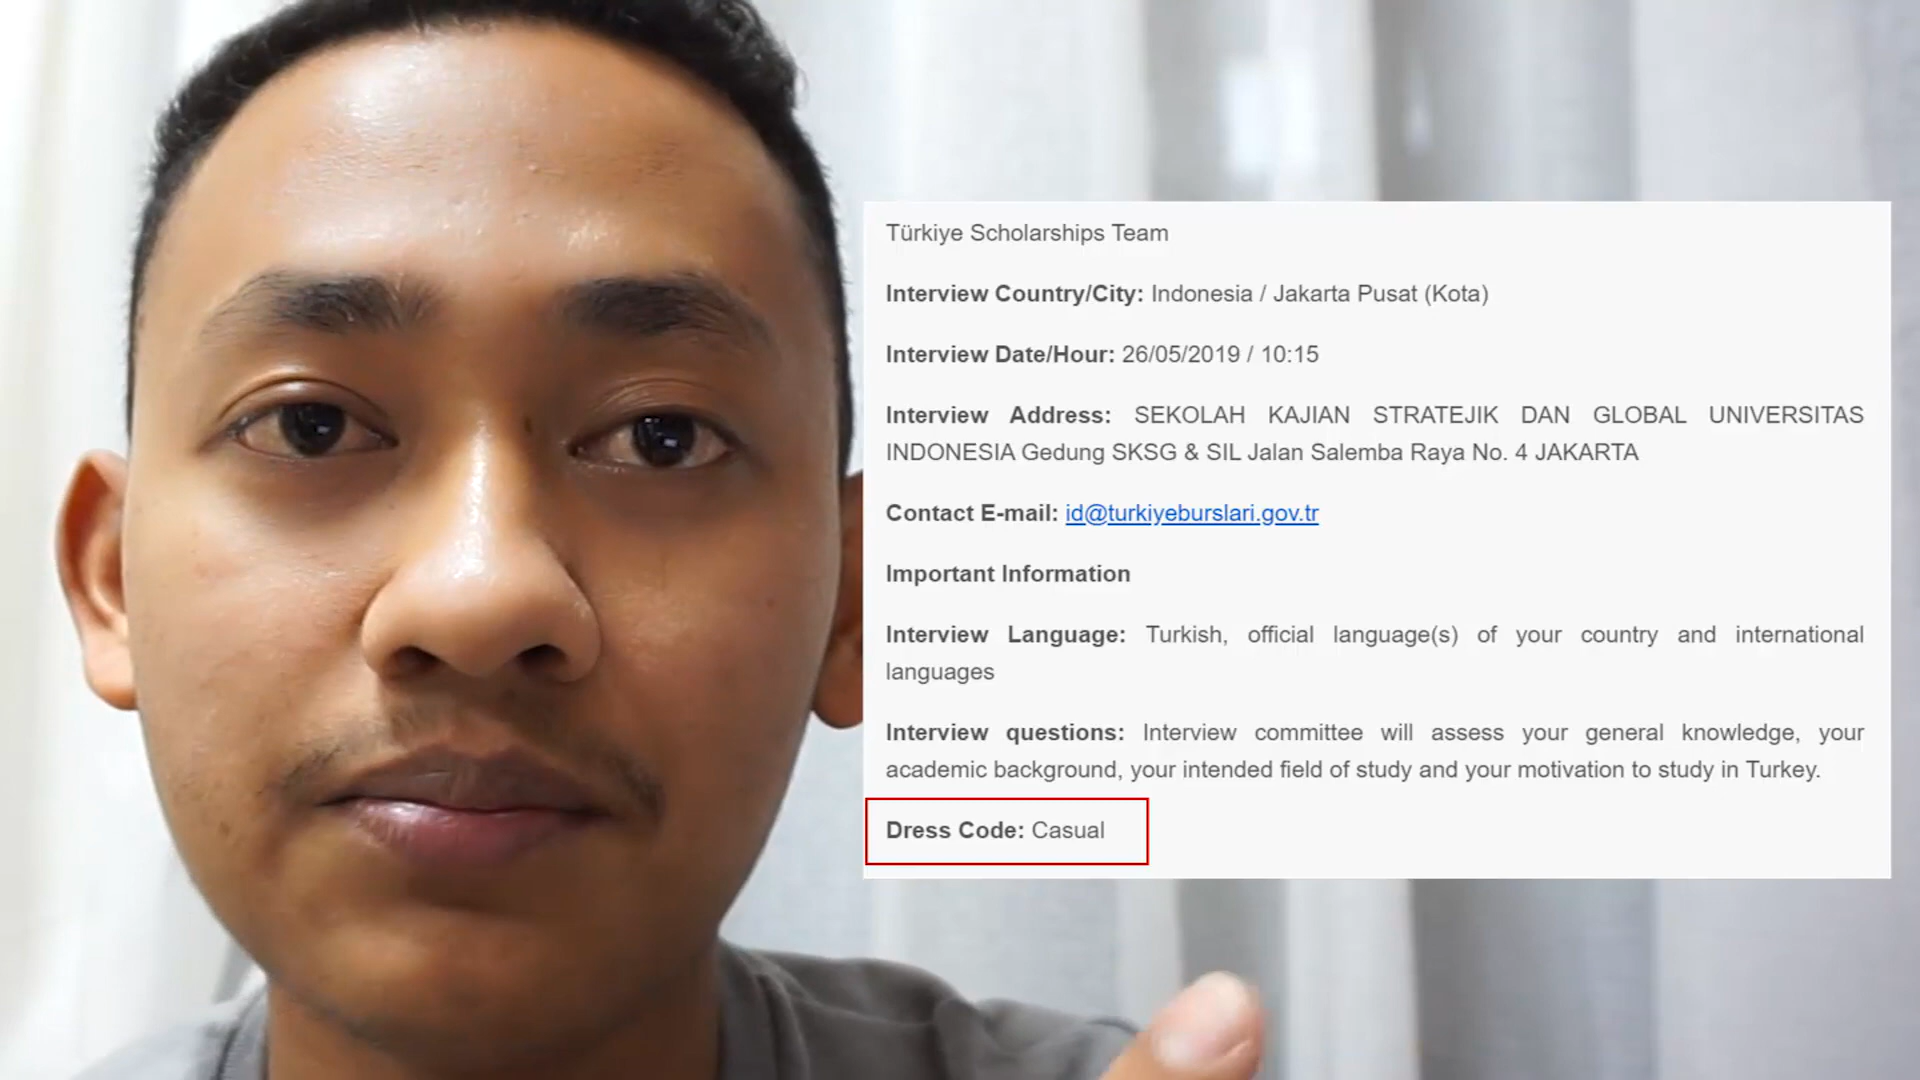 Türkiye Scholarships Team
Interview Country/City: Indonesia / Jakarta Pusat (Kota)
Interview Date/Hour: 26/05/2019 / 10:15
Interview Address: SEKOLAH KAJIAN STRATEJIK DAN GLOBAL UNIVERSITAS
INDONESIA Gedung SKSG & SIL Jalan Salemba Raya No. 4 JAKARTA
Contact E-mail: id@turkiyeburslari.gov.tr
Important Information
Interview Language: Turkish, official language(s) of your country and international
languages
Interview questions: Interview committee will assess your general knowledge, your
academic background, your intended field of study and your motivation to study in Turkey.
Dress Code: Casual